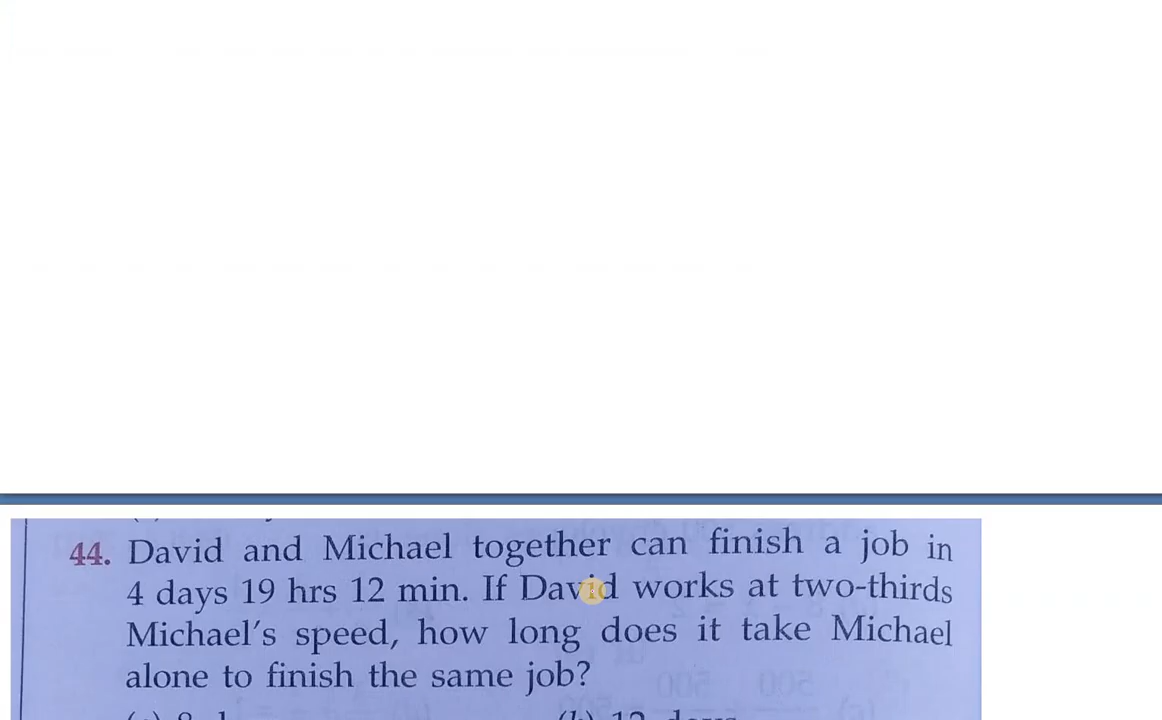 44. David and Michael together can finish a job in
4 days 19 hrs 12 min. If David works at two-thirds
Michael's speed, how long does it take Michael
alone to finish the same job?